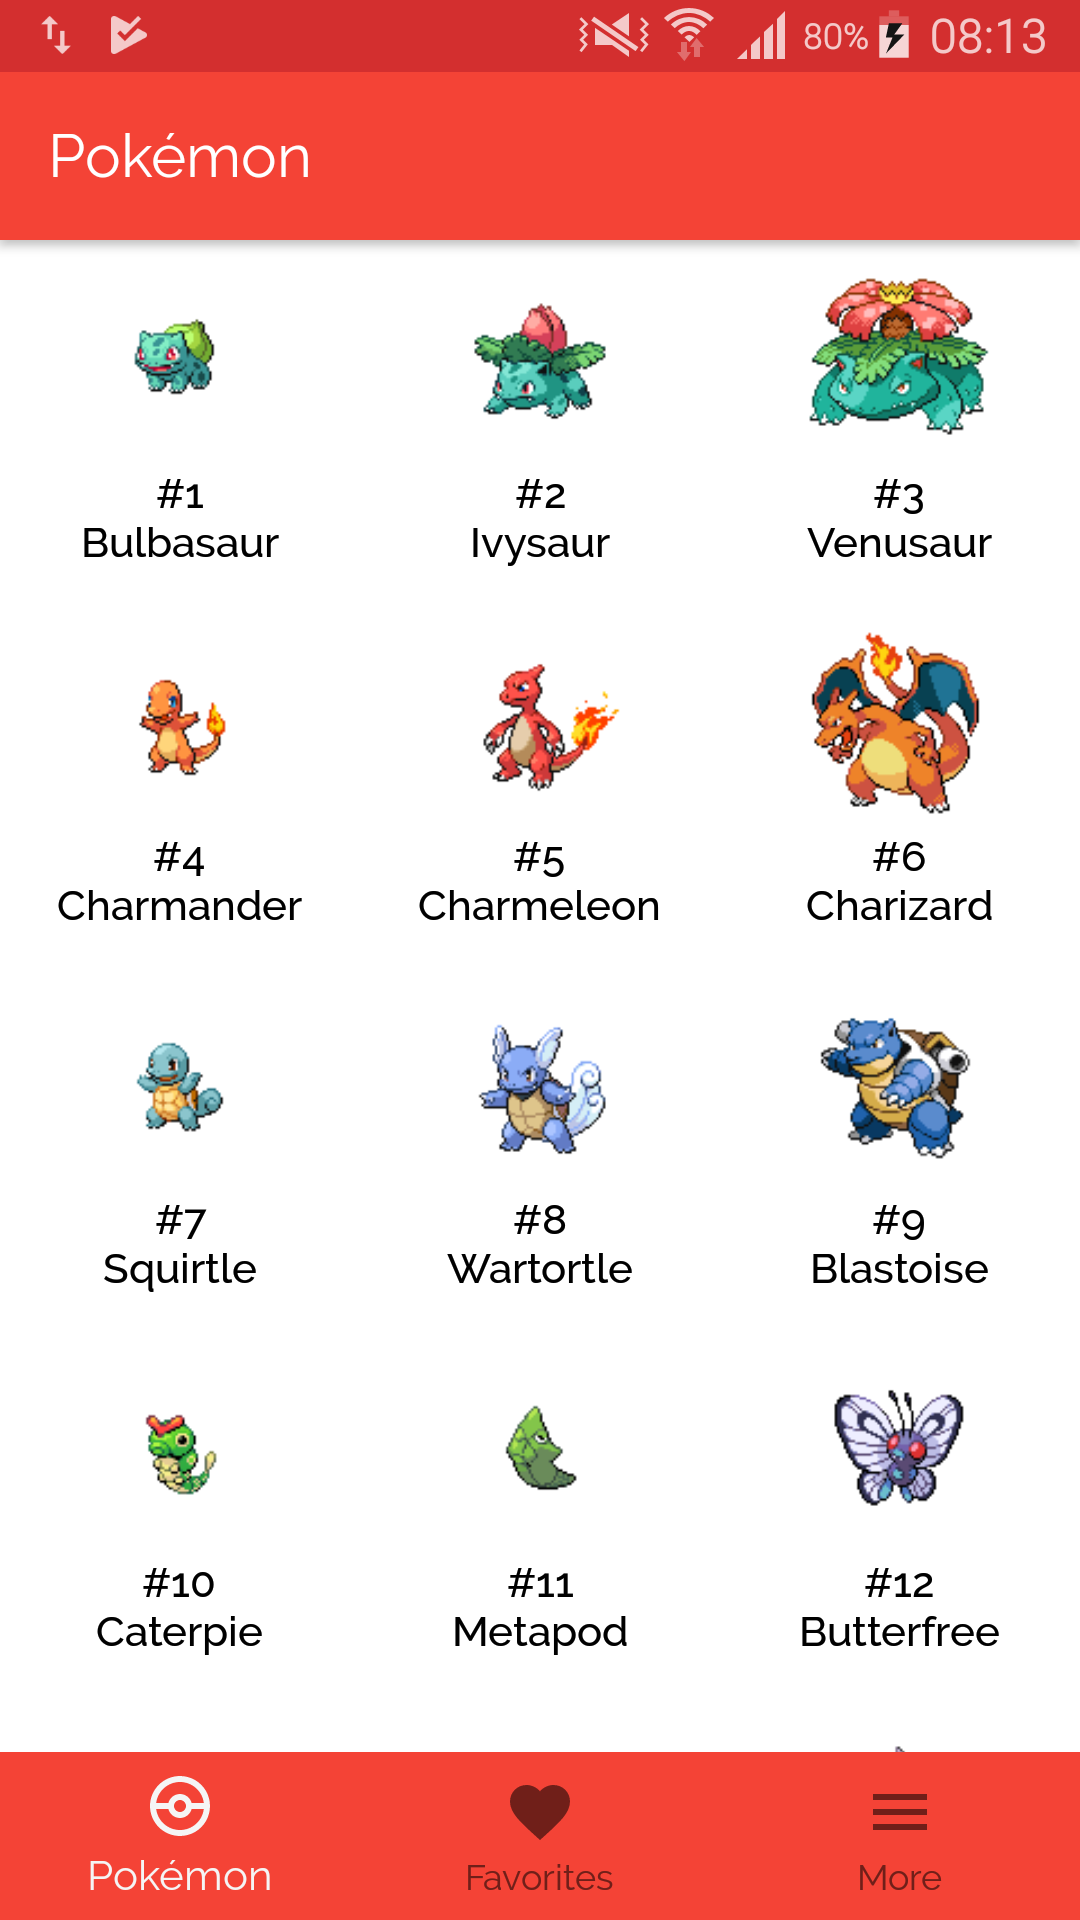 80% 08:13
Pokémon
#1 #2 #3
Bulbasaur Ivysaur Venusaur
#4 #5 #6
Charmander Charmeleon Charizard
#7 #8 #9
Squirtle Wartortle Blastoise
#10 #11 #12
Caterpie Metapod Butterfree
Pokémon Favorites More